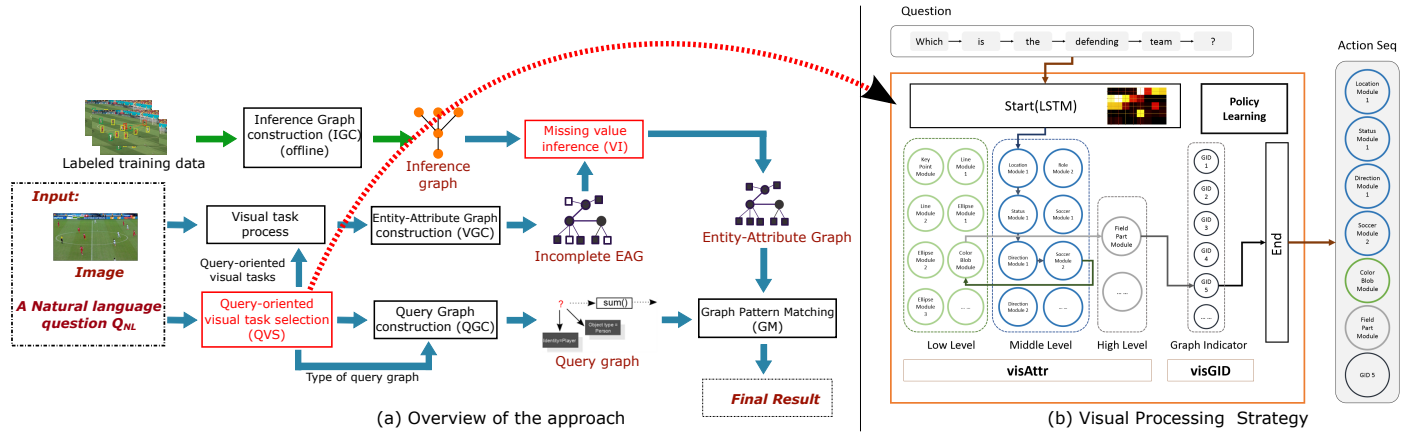 Labeled training data
Inference Graph
construction (IGC)
(offline)
Inference
graph
Missing value
inference (VI)
Input:
Image
A Natural language
question QNL
Visual task
process
Query-oriented
visual tasks
Query-oriented
visual task selection
(QVS)
Entity-Attribute Graph
construction (VGC)
Incomplete EAG
Entity-Attribute Graph
Query Graph
construction (QGC)
Type of query graph
?
sum()
Object type =
Person
Identity=Player
Query graph
Graph Pattern Matching
(GM)
Final Result
(a) Overview of the approach
Question
Which
is
the
defending
team
?
Start(LSTM)
Policy
Learning
Key
Point
Module
Line
Module
1
Line
Module
2
Ellipse
Module
1
Ellipse
Module
2
Color
Blob
Module
Ellipse
Module
3
... ...
Low Level
Location
Module 1
Role
Module 2
Status
Module 1
Soccer
Module 1
Direction
Module 1
Soccer
Module 2
Direction
Module 2
... ...
Middle Level
Field
Part
Module
... ...
High Level
GID
1
GID
2
GID
3
GID
4
GID
5
... ...
Graph Indicator
End
visAttr
visGID
Action Seq
Location
Module
1
Status
Module
1
Direction
Module
1
Soccer
Module
2
Color
Blob
Module
Field
Part
Module
GID 5
(b) Visual Processing Strategy